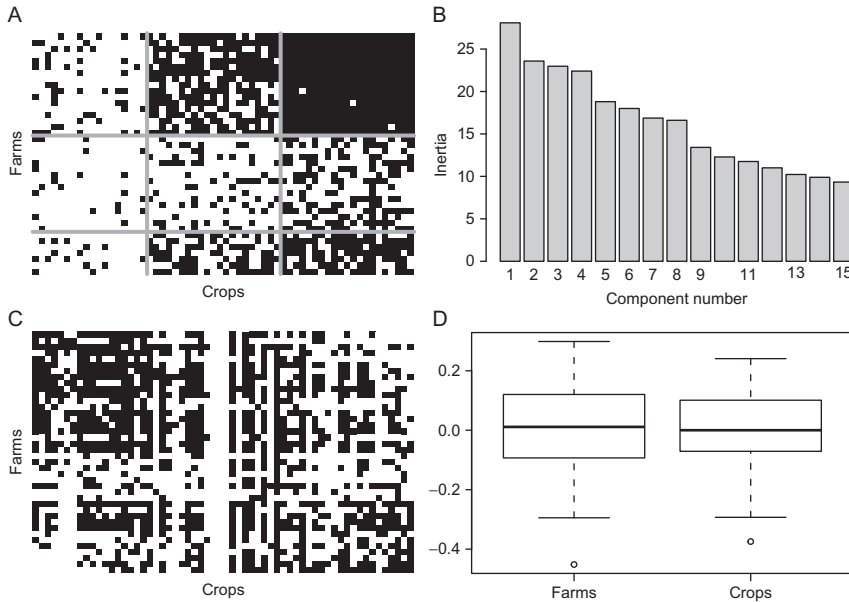 A
Farms
Crops
B
Inertia
25
20
15
10
5
0
1 2 3 4 5 6 7 8 9 11 13 15
Component number
C
Farms
Crops
D
0.2
0.0
−0.2
−0.4
Farms Crops